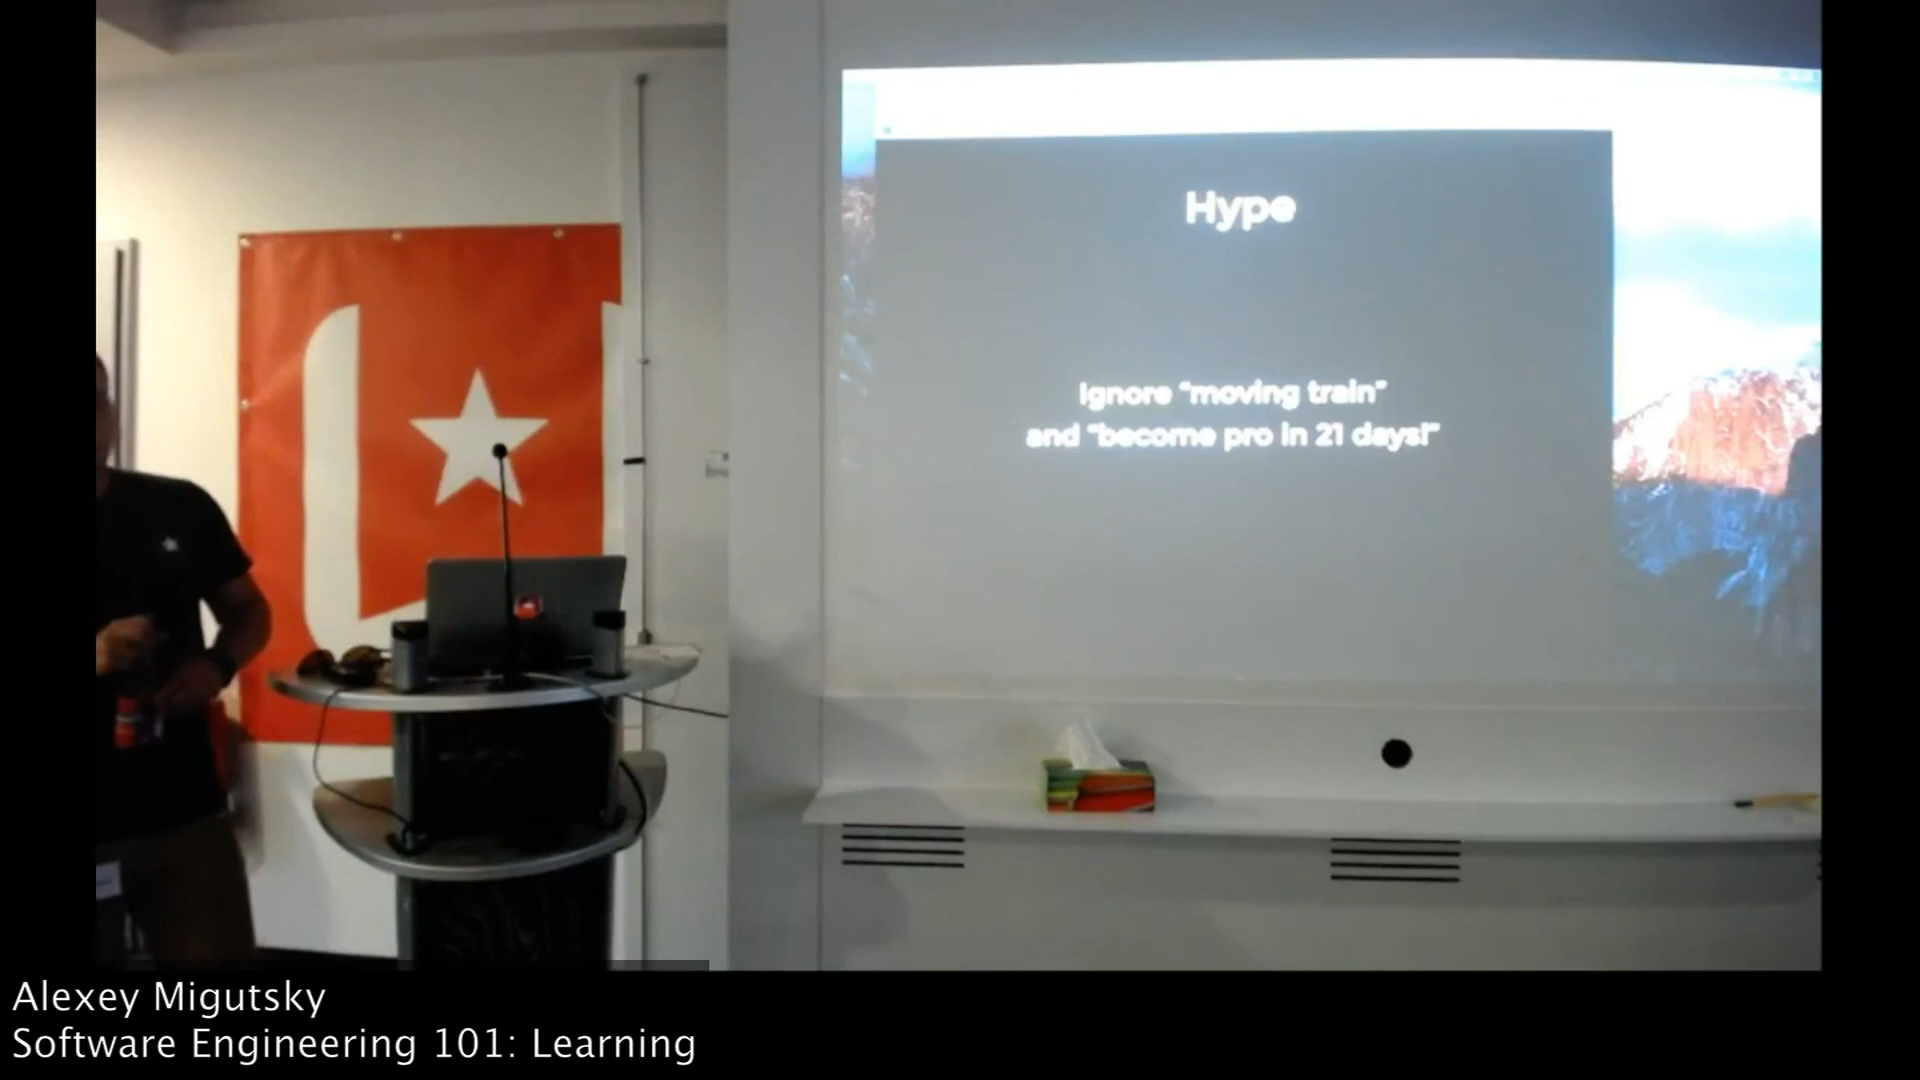 Hype
Ignore “moving train”
and “become pro in 21 days!”
Alexey Migutsky
Software Engineering 101: Learning